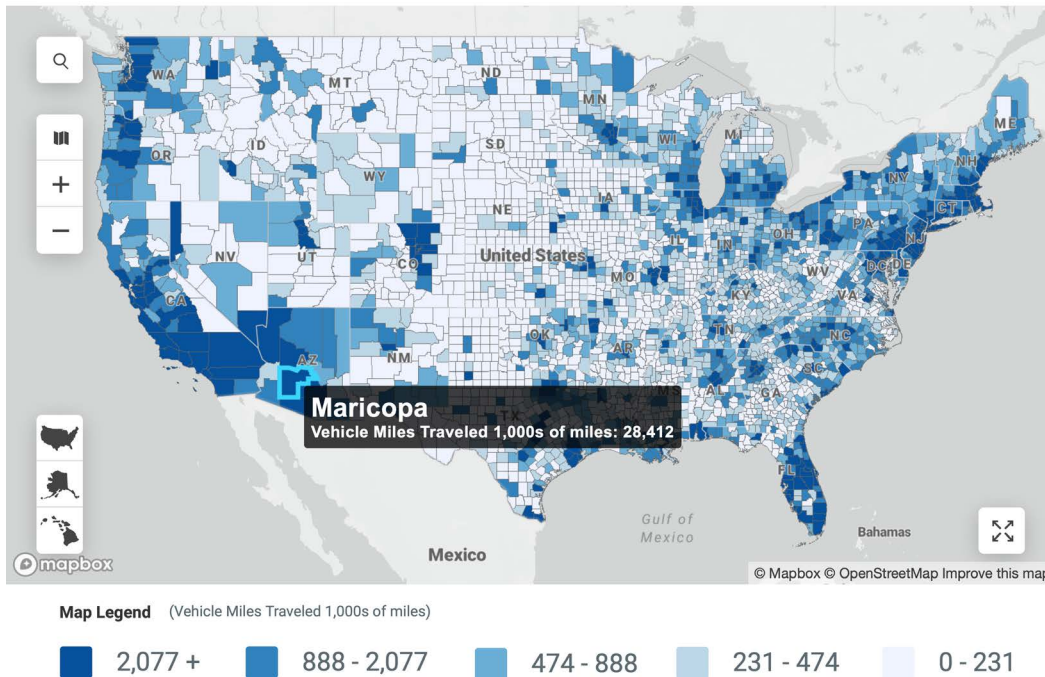 WA
MT
ND
MN
ME
OR
ID
SD
WI
MI
NH
WY
NY
IA
CT
NE
PA
NJ
OH
NV
UT
CO
United States
IL
IN
DC
DE
WV
CA
MO
KY
VA
OK
TN
NC
AZ
NM
AR
SC
MS
AL
GA
Maricopa
Vehicle Miles Traveled 1,000s of miles: 28,412
TX
FL
Gulf of
Mexico
Bahamas
Mexico
mapbox
© Mapbox © OpenStreetMap Improve this map
Map Legend (Vehicle Miles Traveled 1,000s of miles)
2,077 + 888 - 2,077 474 - 888 231 - 474 0 - 231